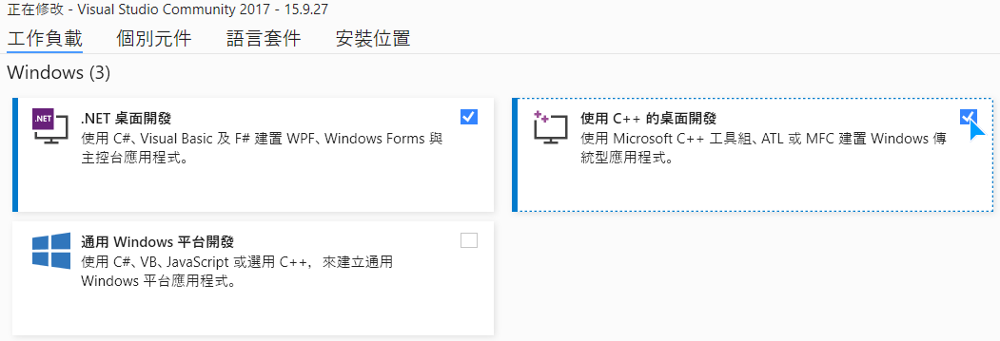 正在修改 - Visual Studio Community 2017 - 15.9.27
工作負載 個別元件 語言套件 安裝位置
Windows (3)
.NET
.NET 桌面開發
使用 C#、Visual Basic 及 F# 建置 WPF、Windows Forms 與
主控台應用程式。
使用 C++ 的桌面開發
使用 Microsoft C++ 工具組、ATL 或 MFC 建置 Windows 傳
統型應用程式。
通用 Windows 平台開發
使用 C#、VB、JavaScript 或選用 C++，來建立通用
Windows 平台應用程式。